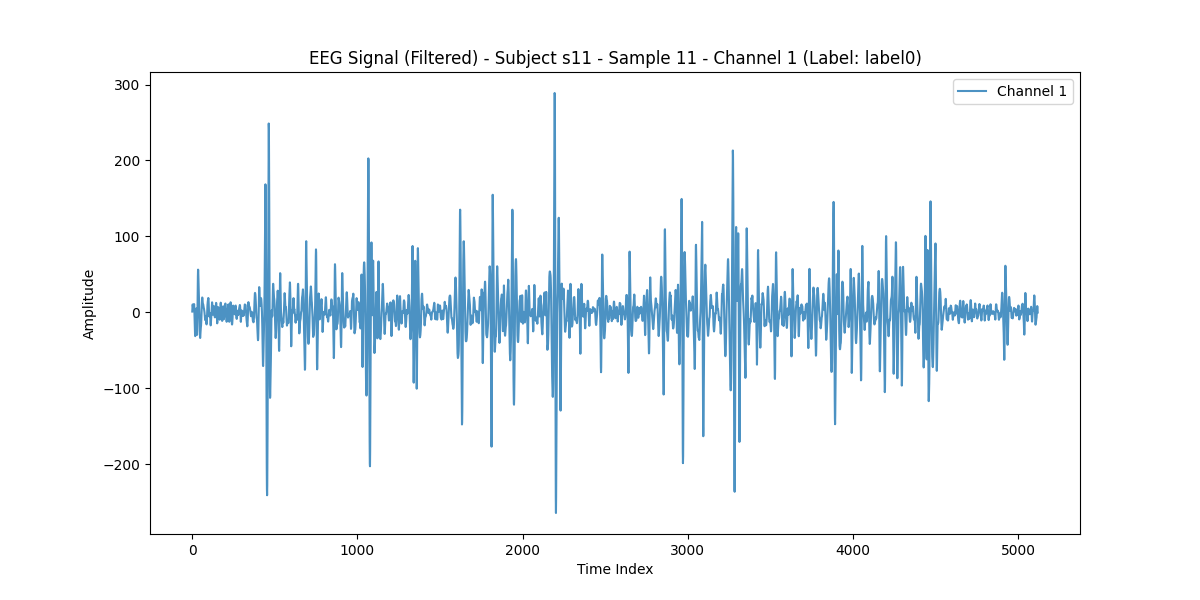 EEG Signal (Filtered) - Subject s11 - Sample 11 - Channel 1 (Label: label0)
Channel 1
300
200
100
0
−100
−200
Amplitude
0 1000 2000 3000 4000 5000
Time Index